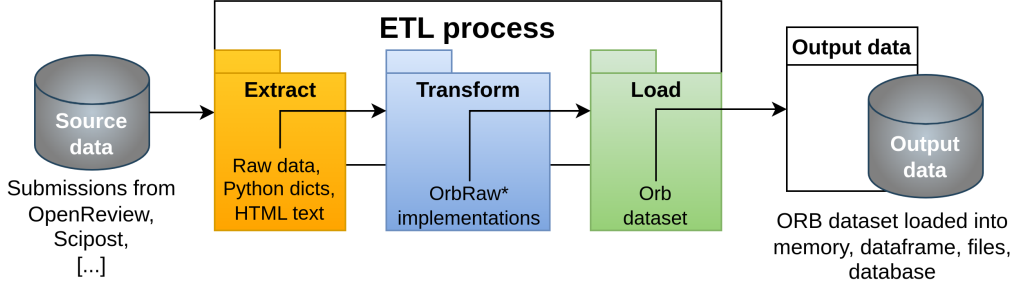 ETL process
Source
data
Submissions from
OpenReview,
Scipost,
[...]
Extract
Raw data,
Python dicts,
HTML text
Transform
OrbRaw*
implementations
Load
Orb
dataset
Output data
Output
data
ORB dataset loaded into
memory, dataframe, files,
database